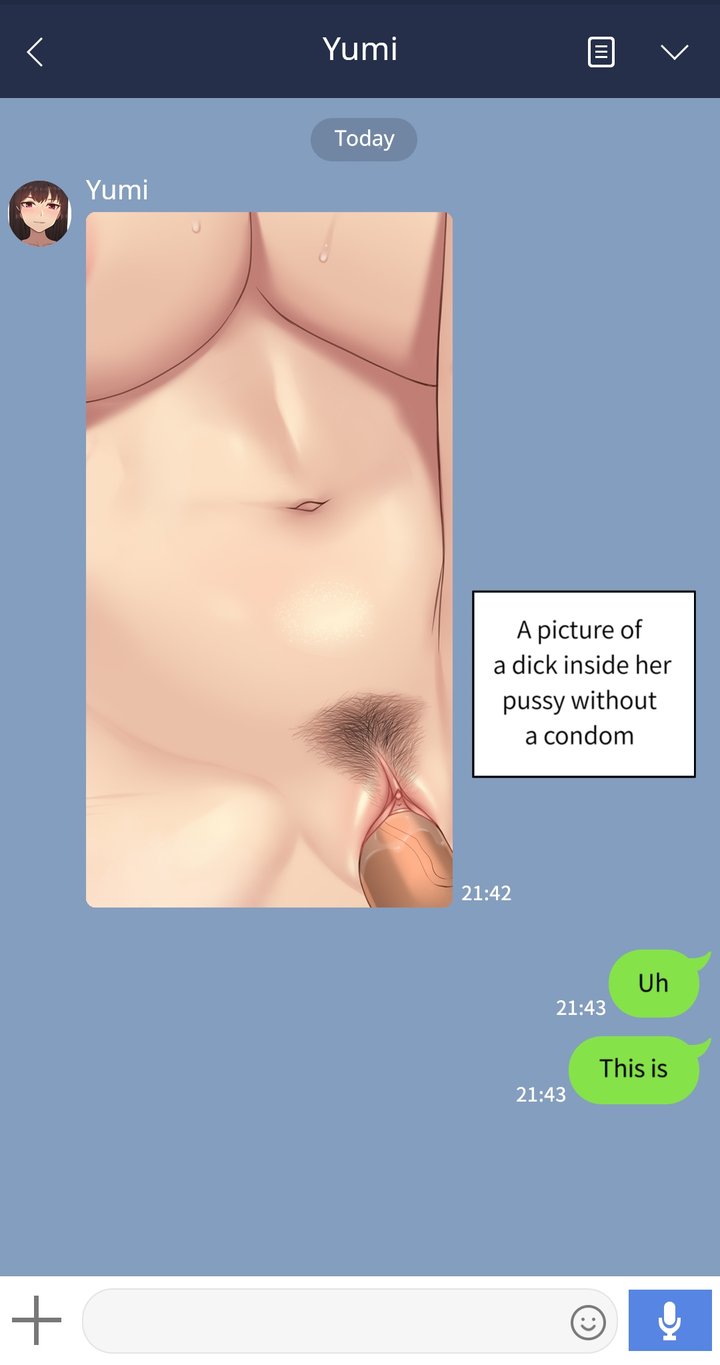 Yumi
Today
Yumi
A picture of
a dick inside her
pussy without
a condom
21:42
Uh
21:43
This is
21:43